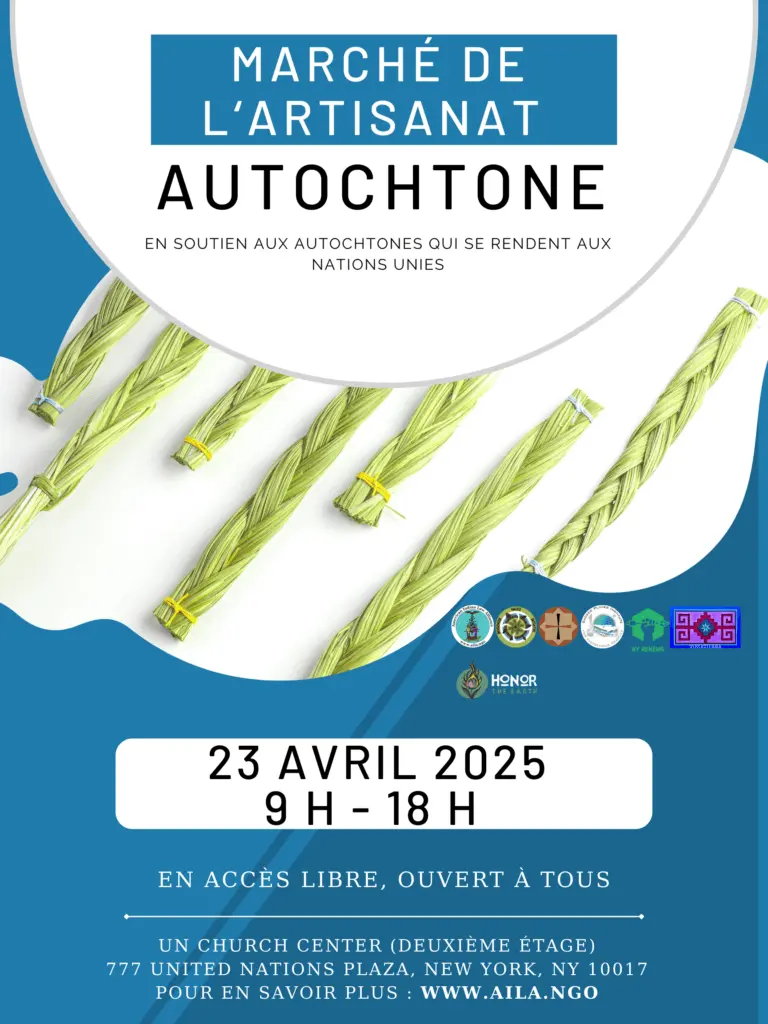 MARCHÉ DE
L‘ARTISANAT
AUTOCHTONE
EN SOUTIEN AUX AUTOCHTONES QUI SE RENDENT AUX
NATIONS UNIES
HONOR
THE EARTH
23 AVRIL 2025
9 H - 18 H
EN ACCÈS LIBRE, OUVERT À TOUS
UN CHURCH CENTER (DEUXIÈME ÉTAGE)
777 UNITED NATIONS PLAZA, NEW YORK, NY 10017
POUR EN SAVOIR PLUS : WWW.AILA.NGO